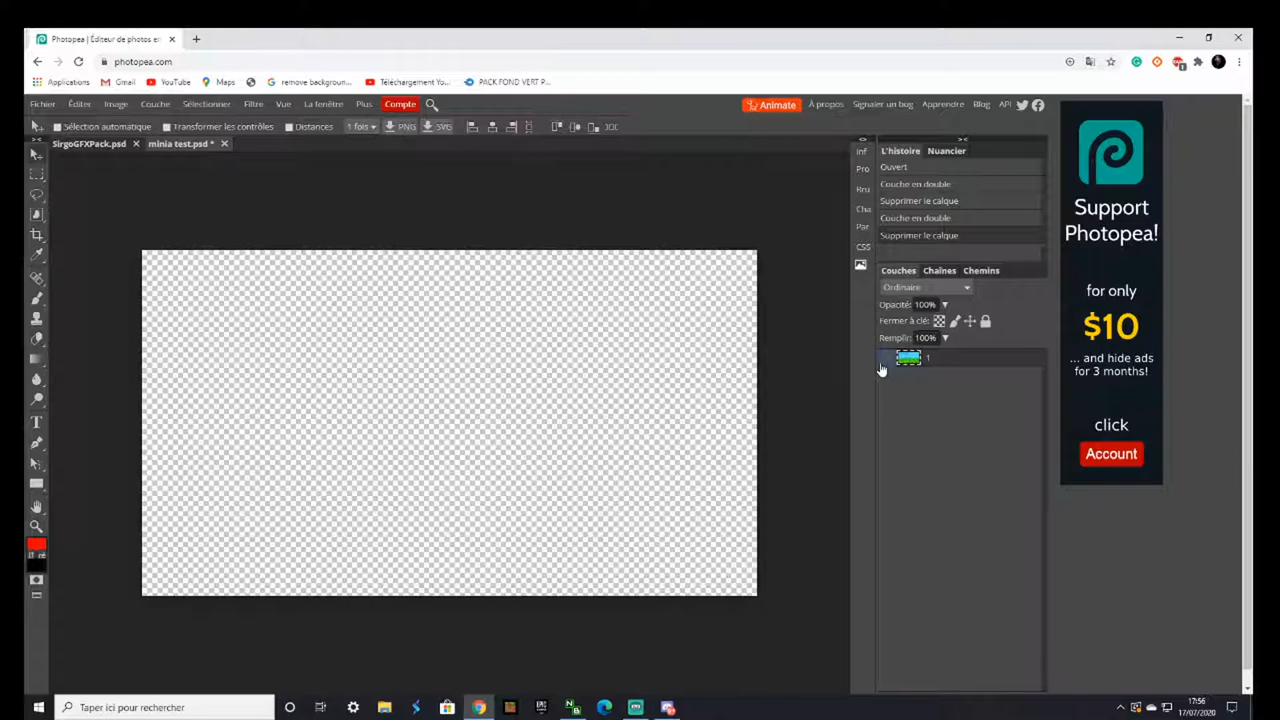 Photopea | Éditeur de photos en
photopea.com
Applications Gmail YouTube Maps remove backgroun... Téléchargement Yo... PACK FOND VERT P...
Fichier Éditer Image Couche Sélectionner Filtre Vue La fenêtre Plus Compte Animate À propos Signaler un bug Apprendre Blog API
Sélection automatique Transformer les contrôles Distances 1 fois PNG SVG
SirgoGFXPack.psd minia test.psd *
Inf
Pro
Bru
Cha
Par
CSS
L'histoire Nuancier
Ouvert
Couche en double
Supprimer le calque
Couche en double
Supprimer le calque
Couches Chaînes Chemins
Ordinaire
Opacité: 100%
Fermer à clé:
Remplir: 100%
1
Support
Photopea!
for only
$10
... and hide ads
for 3 months!
click
Account
Taper ici pour rechercher
17:56
17/07/2020